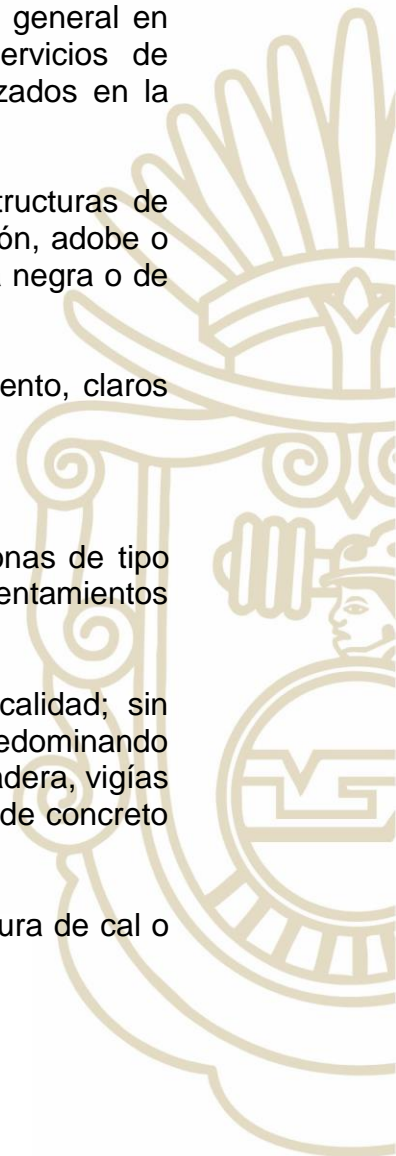 general en
ervicios de
zados en la
tructuras de
ón, adobe o
negra o de
ento, claros
onas de tipo
entamientos
calidad; sin
edominando
adera, vigías
de concreto
ura de cal o